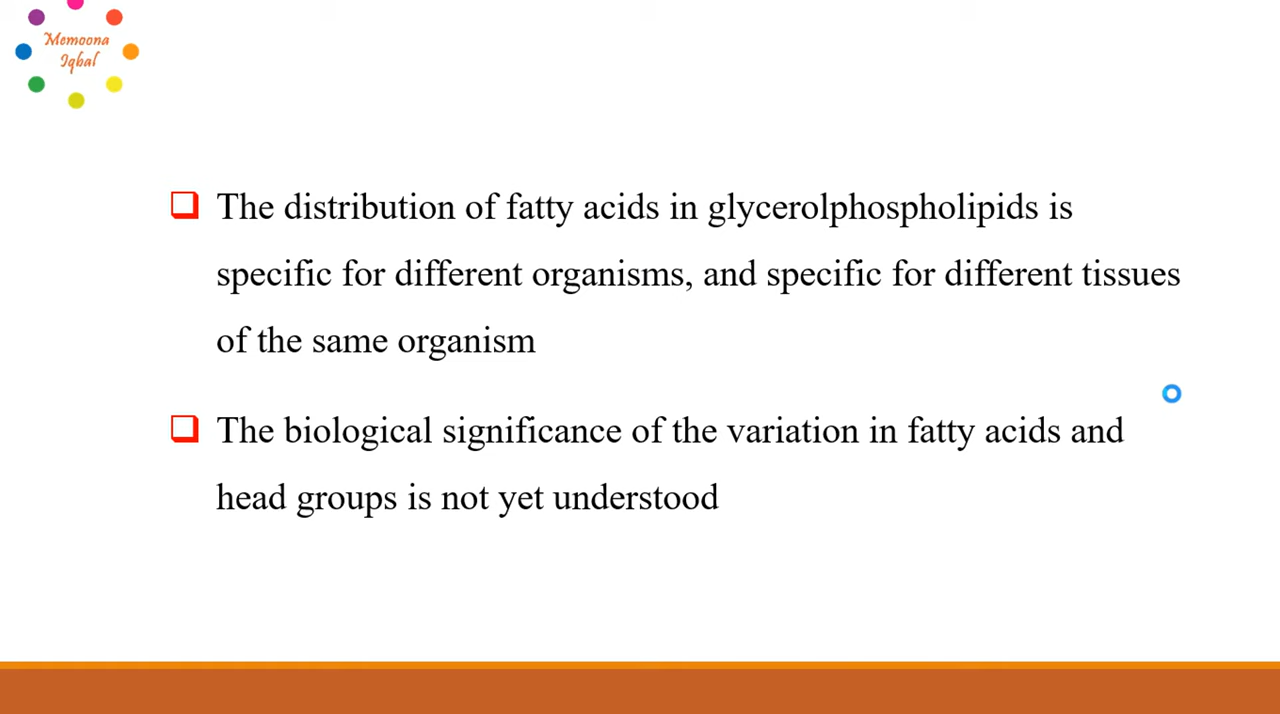 Memoona
Iqbal
The distribution of fatty acids in glycerolphospholipids is
specific for different organisms, and specific for different tissues
of the same organism
The biological significance of the variation in fatty acids and
head groups is not yet understood